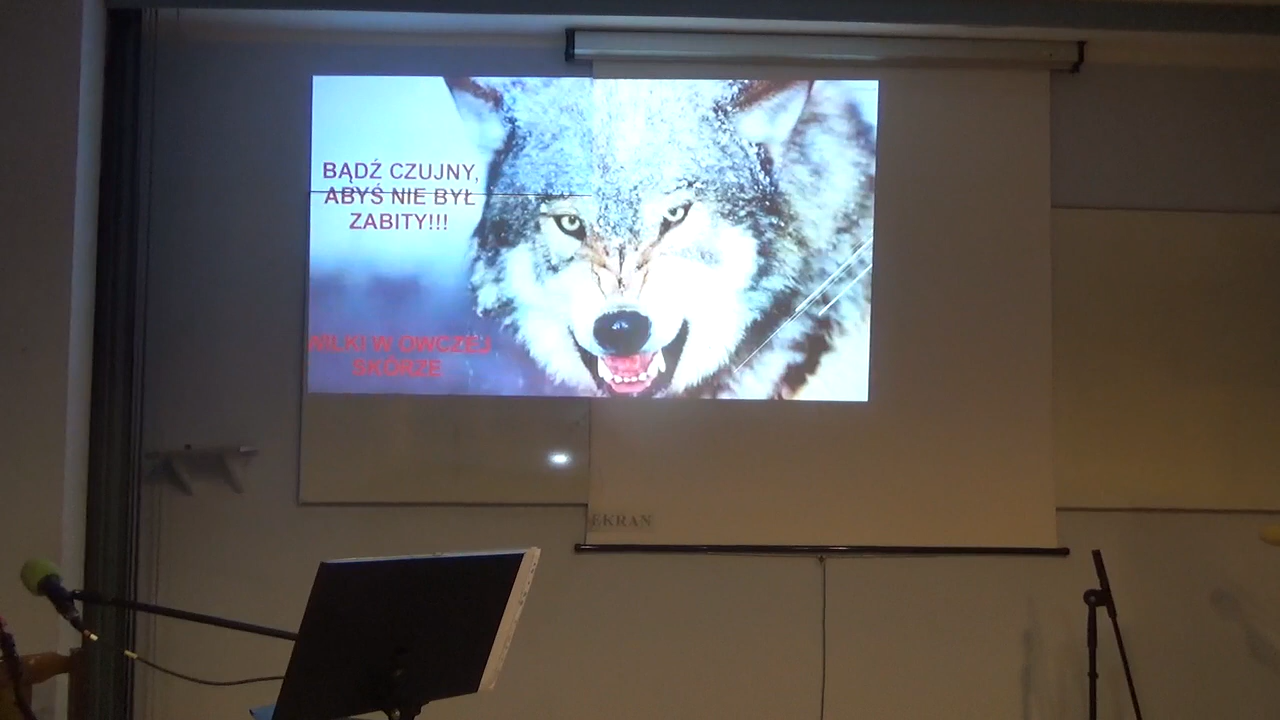 BĄDŹ CZUJNY,
ABYŚ NIE BYŁ
ZABITY!!!
WILKI W OWCZEJ
SKÓRZE
EKRAN